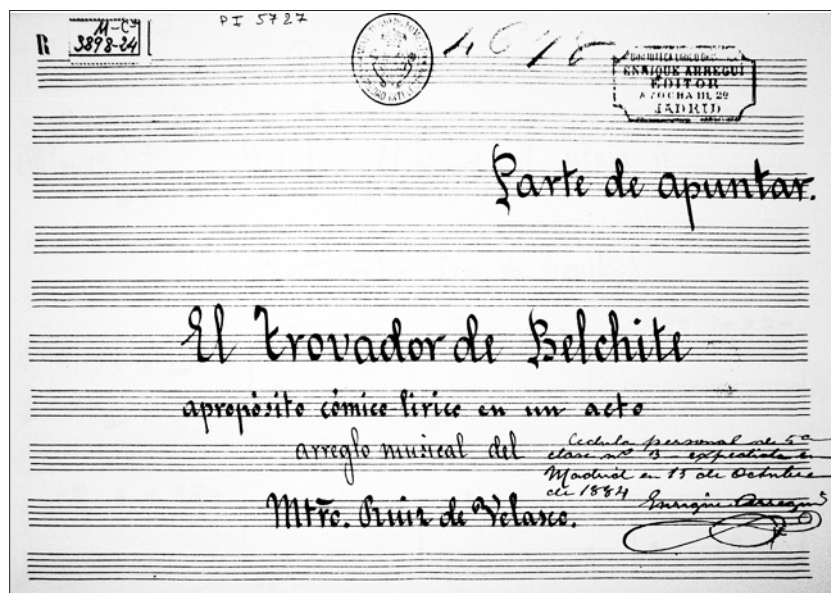 M-Cª
R 3898-24
PI 5727
ENRIQUE ARREGUI
EDITOR
ATOCHA 111, 29
MADRID
Parte de apuntar.
El Trovador de Belchite
apropósito cómico lírico en un acto
arreglo musical del
Mtro. Ruiz de Velasco.
Cedula personal de 5ª
clase nº 13 expedida en
Madrid en 15 de Octubre
de 1884
Enrique Arregui